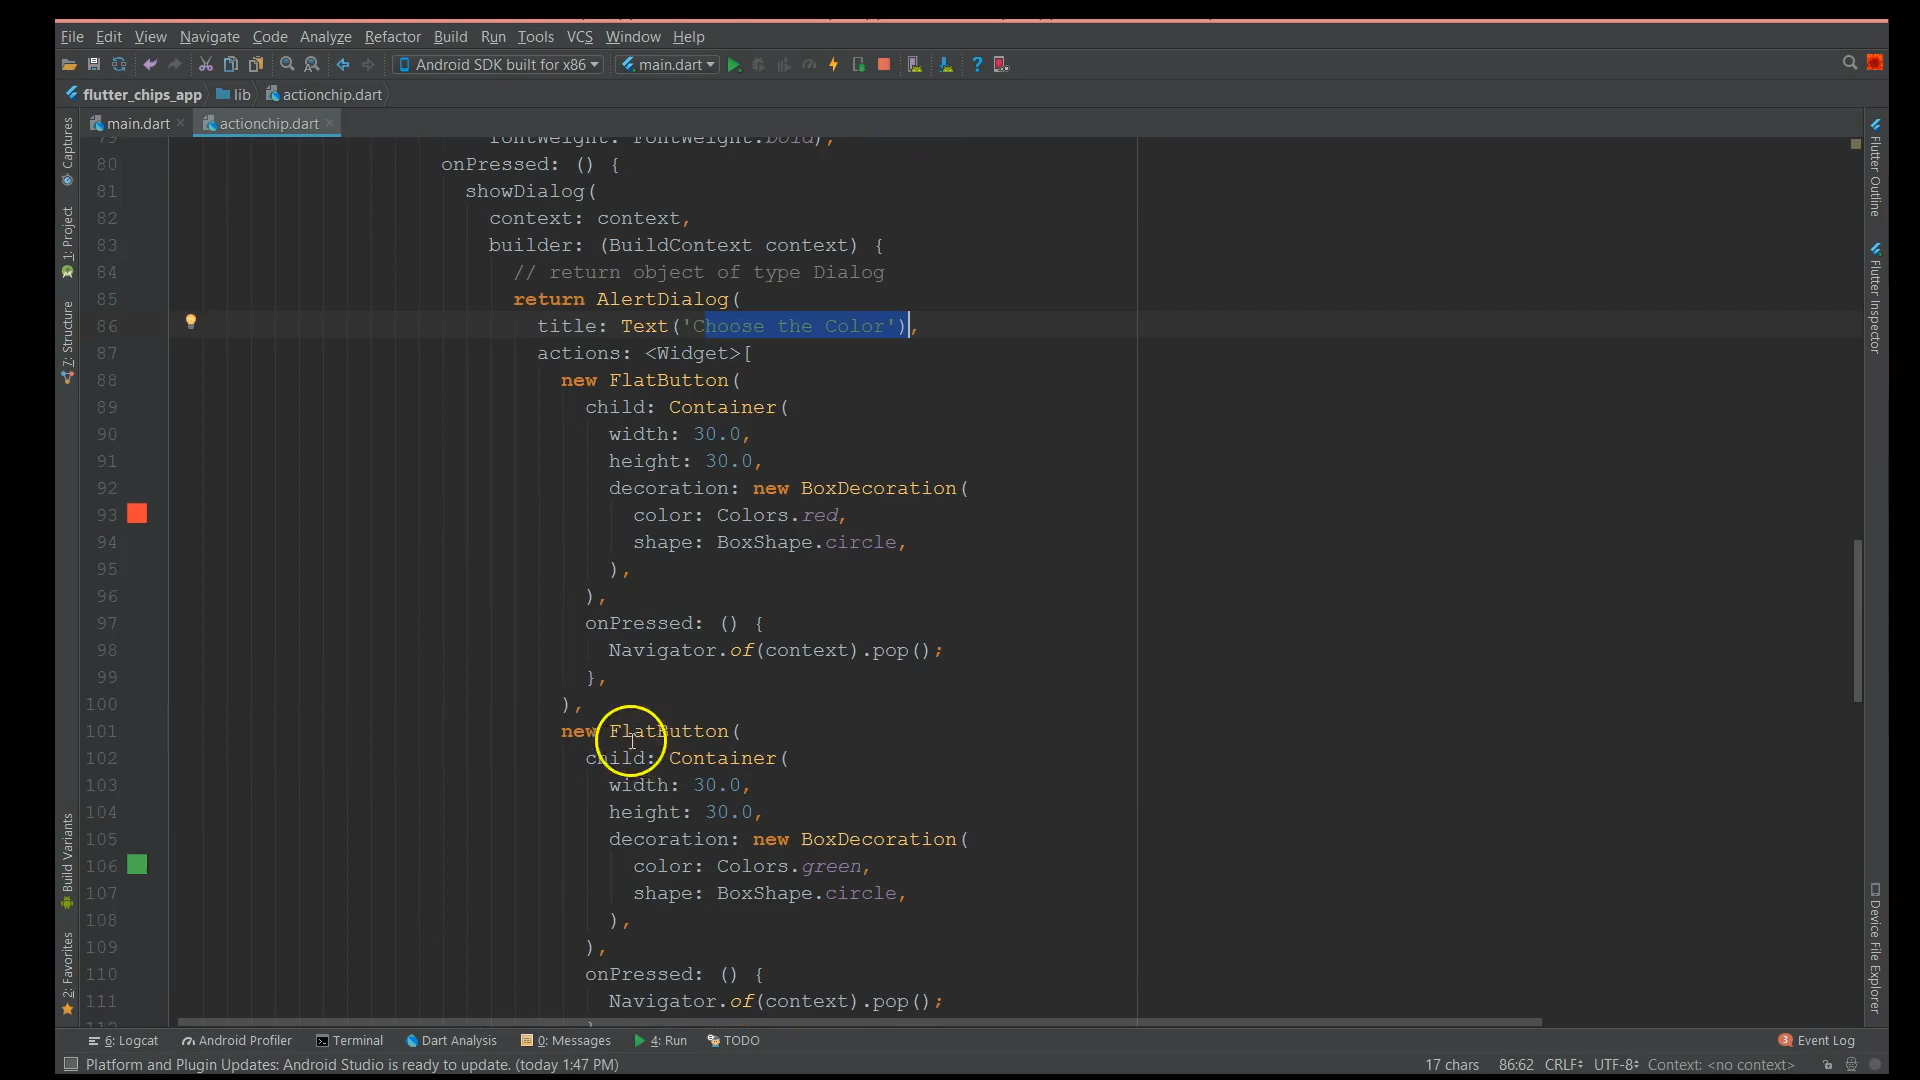 File Edit View Navigate Code Analyze Refactor Build Run Tools VCS Window Help
Android SDK built for x86 main.dart
flutter_chips_app lib actionchip.dart
main.dart actionchip.dart
79 fontWeight: FontWeight.bold),
80 onPressed: () {
81 showDialog(
82 context: context,
83 builder: (BuildContext context) {
84 // return object of type Dialog
85 return AlertDialog(
86 title: Text('Choose the Color'),
87 actions: <Widget>[
88 new FlatButton(
89 child: Container(
90 width: 30.0,
91 height: 30.0,
92 decoration: new BoxDecoration(
93 color: Colors.red,
94 shape: BoxShape.circle,
95 ),
96 ),
97 onPressed: () {
98 Navigator.of(context).pop();
99 },
100 ),
101 new FlatButton(
102 child: Container(
103 width: 30.0,
104 height: 30.0,
105 decoration: new BoxDecoration(
106 color: Colors.green,
107 shape: BoxShape.circle,
108 ),
109 ),
110 onPressed: () {
111 Navigator.of(context).pop();
Captures
1: Project
7: Structure
Build Variants
2: Favorites
Flutter Outline
Flutter Inspector
Device File Explorer
6: Logcat Android Profiler Terminal Dart Analysis 0: Messages 4: Run TODO 3 Event Log
Platform and Plugin Updates: Android Studio is ready to update. (today 1:47 PM) 17 chars 86:62 CRLF UTF-8 Context: <no context>